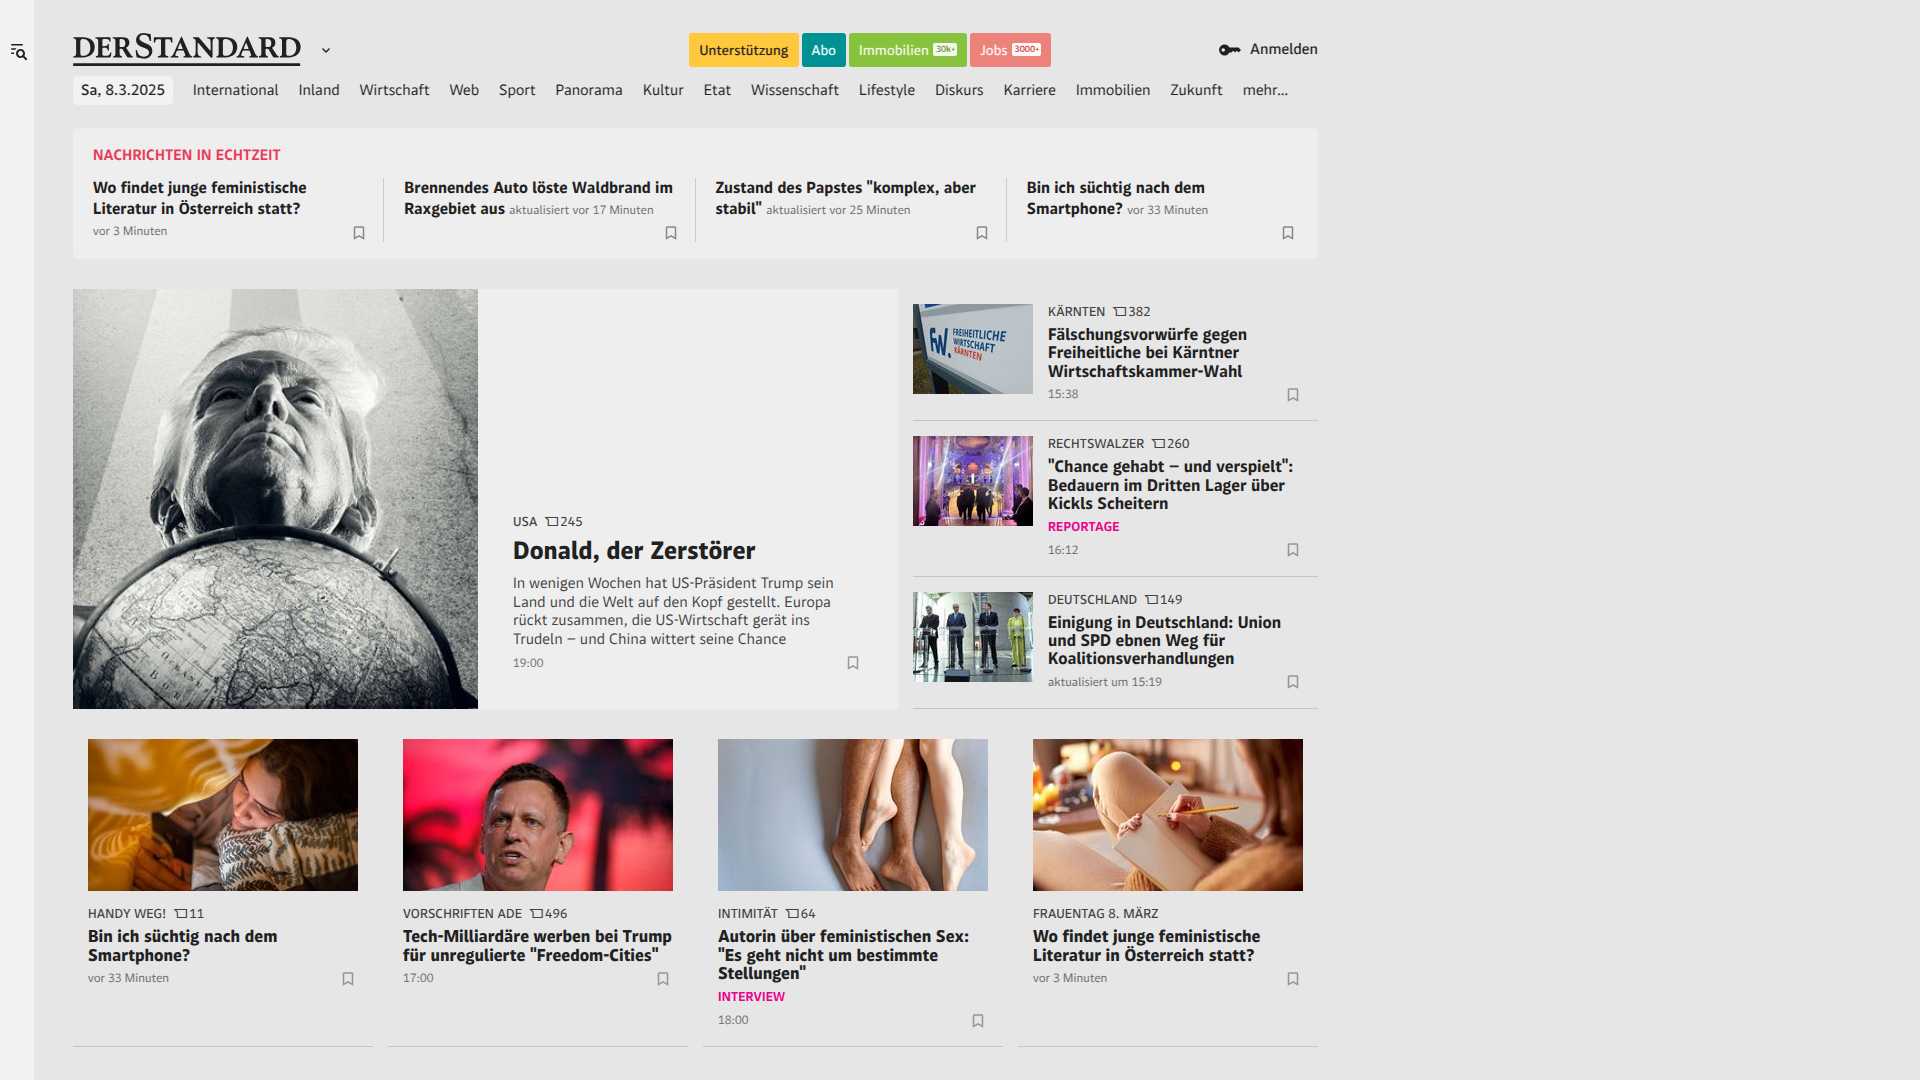 DERSTANDARD
Unterstützung
Abo
Immobilien 30k+
Jobs 3000+
Anmelden
Sa, 8.3.2025
International
Inland
Wirtschaft
Web
Sport
Panorama
Kultur
Etat
Wissenschaft
Lifestyle
Diskurs
Karriere
Immobilien
Zukunft
mehr...
NACHRICHTEN IN ECHTZEIT
Wo findet junge feministische
Literatur in Österreich statt?
vor 3 Minuten
Brennendes Auto löste Waldbrand im
Raxgebiet aus aktualisiert vor 17 Minuten
Zustand des Papstes "komplex, aber
stabil" aktualisiert vor 25 Minuten
Bin ich süchtig nach dem
Smartphone? vor 33 Minuten
USA 245
Donald, der Zerstörer
In wenigen Wochen hat US-Präsident Trump sein
Land und die Welt auf den Kopf gestellt. Europa
rückt zusammen, die US-Wirtschaft gerät ins
Trudeln – und China wittert seine Chance
19:00
FW.
FREIHEITLICHE
WIRTSCHAFT
KÄRNTEN
KÄRNTEN 382
Fälschungsvorwürfe gegen
Freiheitliche bei Kärntner
Wirtschaftskammer-Wahl
15:38
RECHTSWALZER 260
"Chance gehabt – und verspielt":
Bedauern im Dritten Lager über
Kickls Scheitern
REPORTAGE
16:12
DEUTSCHLAND 149
Einigung in Deutschland: Union
und SPD ebnen Weg für
Koalitionsverhandlungen
aktualisiert um 15:19
HANDY WEG! 11
Bin ich süchtig nach dem
Smartphone?
vor 33 Minuten
VORSCHRIFTEN ADE 496
Tech-Milliardäre werben bei Trump
für unregulierte "Freedom-Cities"
17:00
INTIMITÄT 64
Autorin über feministischen Sex:
"Es geht nicht um bestimmte
Stellungen"
INTERVIEW
18:00
FRAUENTAG 8. MÄRZ
Wo findet junge feministische
Literatur in Österreich statt?
vor 3 Minuten